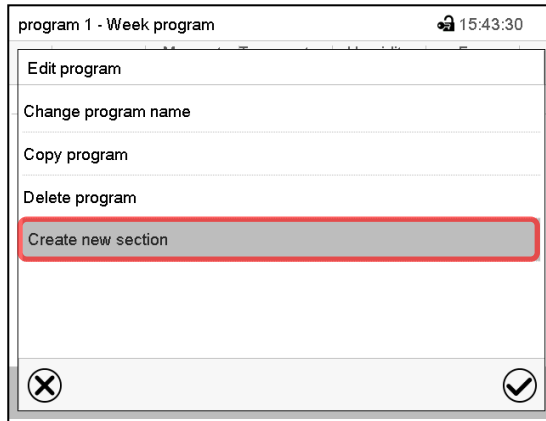 program 1 - Week program 15:43:30
Edit program
Change program name
Copy program
Delete program
Create new section